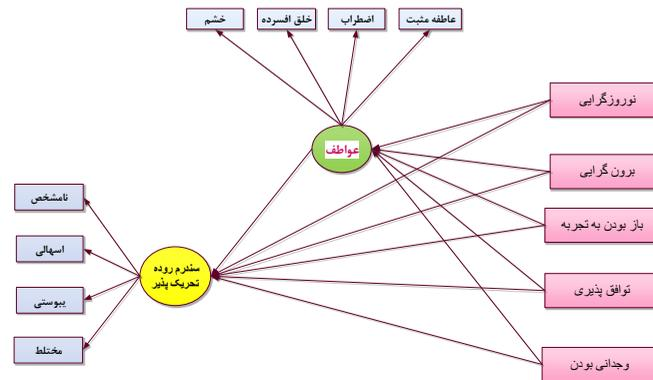 عاطفه مثبت
اضطراب
خلق افسرده
خشم
نوروزگرایی
عواطف
برون گرایی
نامشخص
باز بودن به تجربه
اسهالی
سندرم روده
تحریک پذیر
توافق پذیری
یبوستی
مختلط
وجدانی بودن